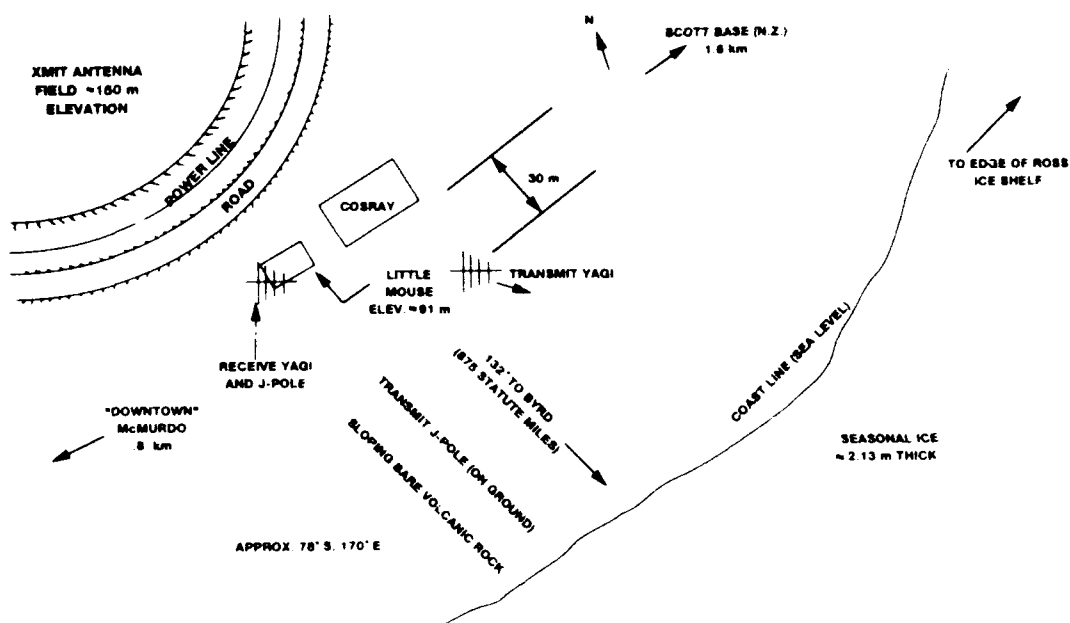 N
SCOTT BASE (N.Z.)
1.6 km
XMIT ANTENNA
FIELD ≈150 m
ELEVATION
POWER LINE
ROAD
TO EDGE OF ROSS
ICE SHELF
30 m
COSRAY
LITTLE
MOUSE
ELEV. ≈91 m
TRANSMIT YAGI
RECEIVE YAGI
AND J-POLE
132° TO BYRD
(875 STATUTE MILES)
TRANSMIT J-POLE (ON GROUND)
SLOPING BARE VOLCANIC ROCK
COAST LINE (SEA LEVEL)
"DOWNTOWN"
McMURDO
.8 km
SEASONAL ICE
≈ 2.13 m THICK
APPROX. 78° S. 170° E